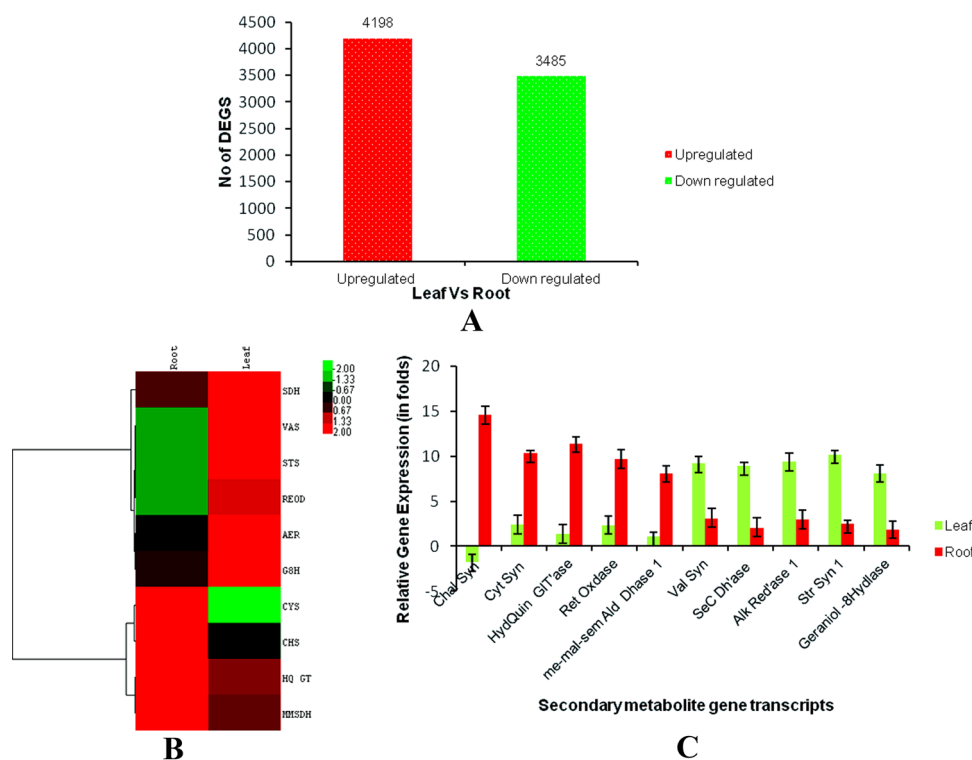 4500
4000
3500
3000
2500
2000
1500
1000
500
0
No of DEGS
4198
3485
Upregulated
Down regulated
Upregulated
Down regulated
Leaf Vs Root
A
Root
Leaf
-2.00
-1.33
-0.67
0.00
0.67
1.33
2.00
SDH
VAS
STS
REOD
AER
G8H
CYS
CHS
HQ GT
MMSDH
B
20
15
10
5
0
-5
Relative Gene Expression (in folds)
Chal Syn
Cyt Syn
HydQuin GlT'ase
Ret Oxdase
me-mal-sem Ald Dhase 1
Val Syn
SeC Dh'ase
Alk Red'ase 1
Str Syn 1
Geraniol -8Hydlase
Leaf
Root
Secondary metabolite gene transcripts
C